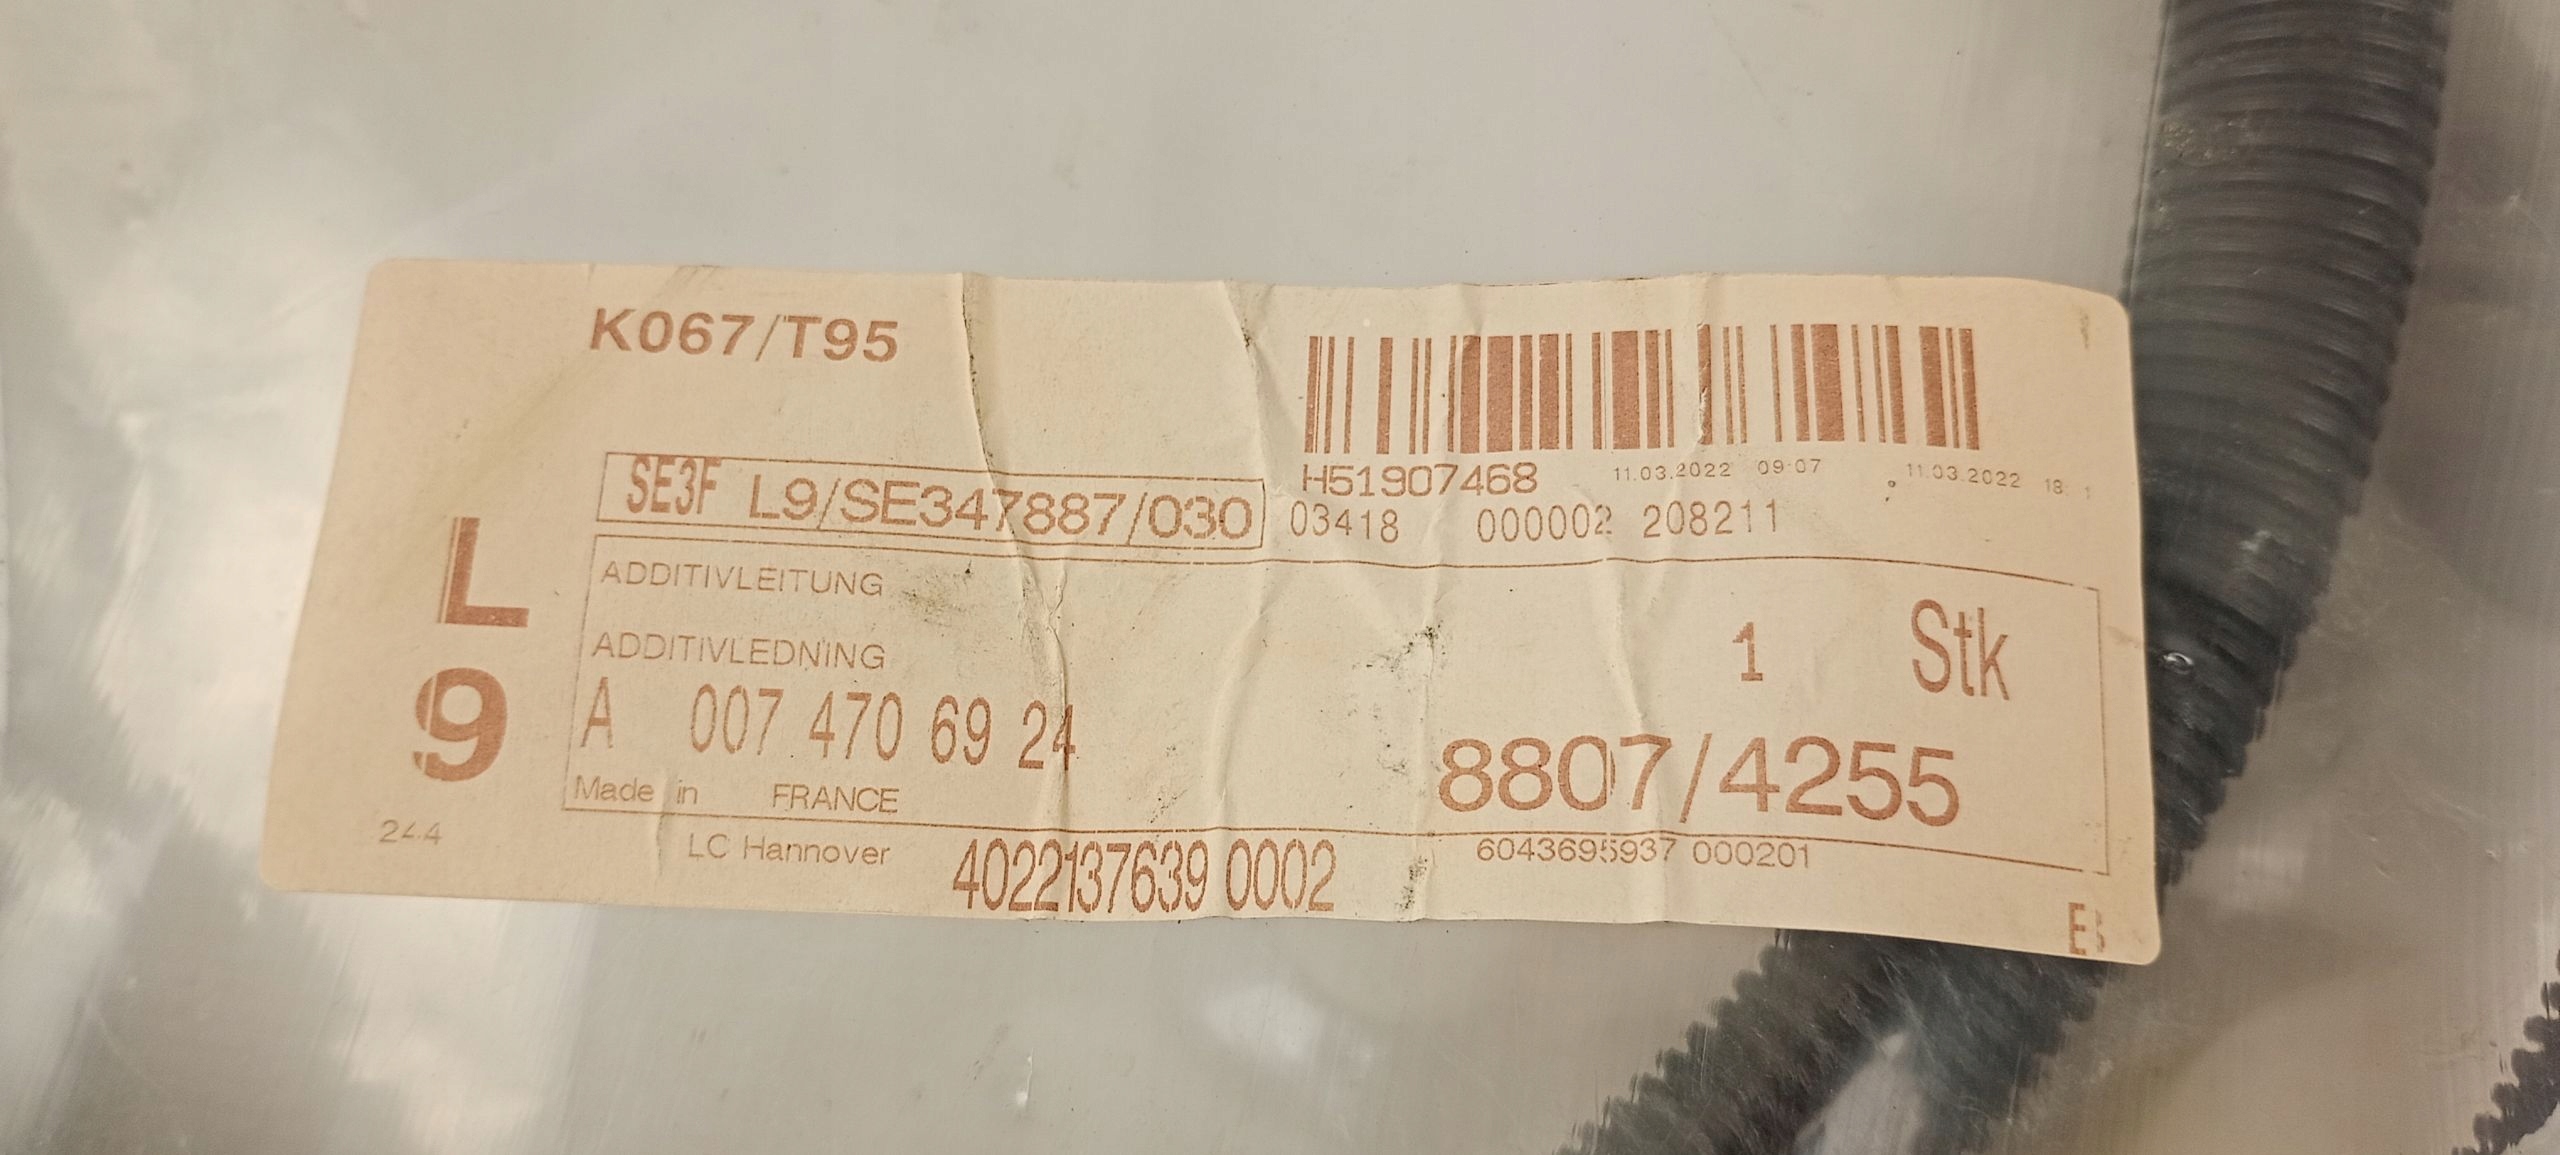 K067/T95
H51907468 11.03.2022 09:07 11.03.2022
SE3F L9/SE347887/030 03418 000002 208211
L
9
ADDITIVLEITUNG
ADDITIVLEDNING
1 Stk
A 007 470 69 24
8807/4255
Made in FRANCE
LC Hannover 4022137639 0002 6043695937 000201